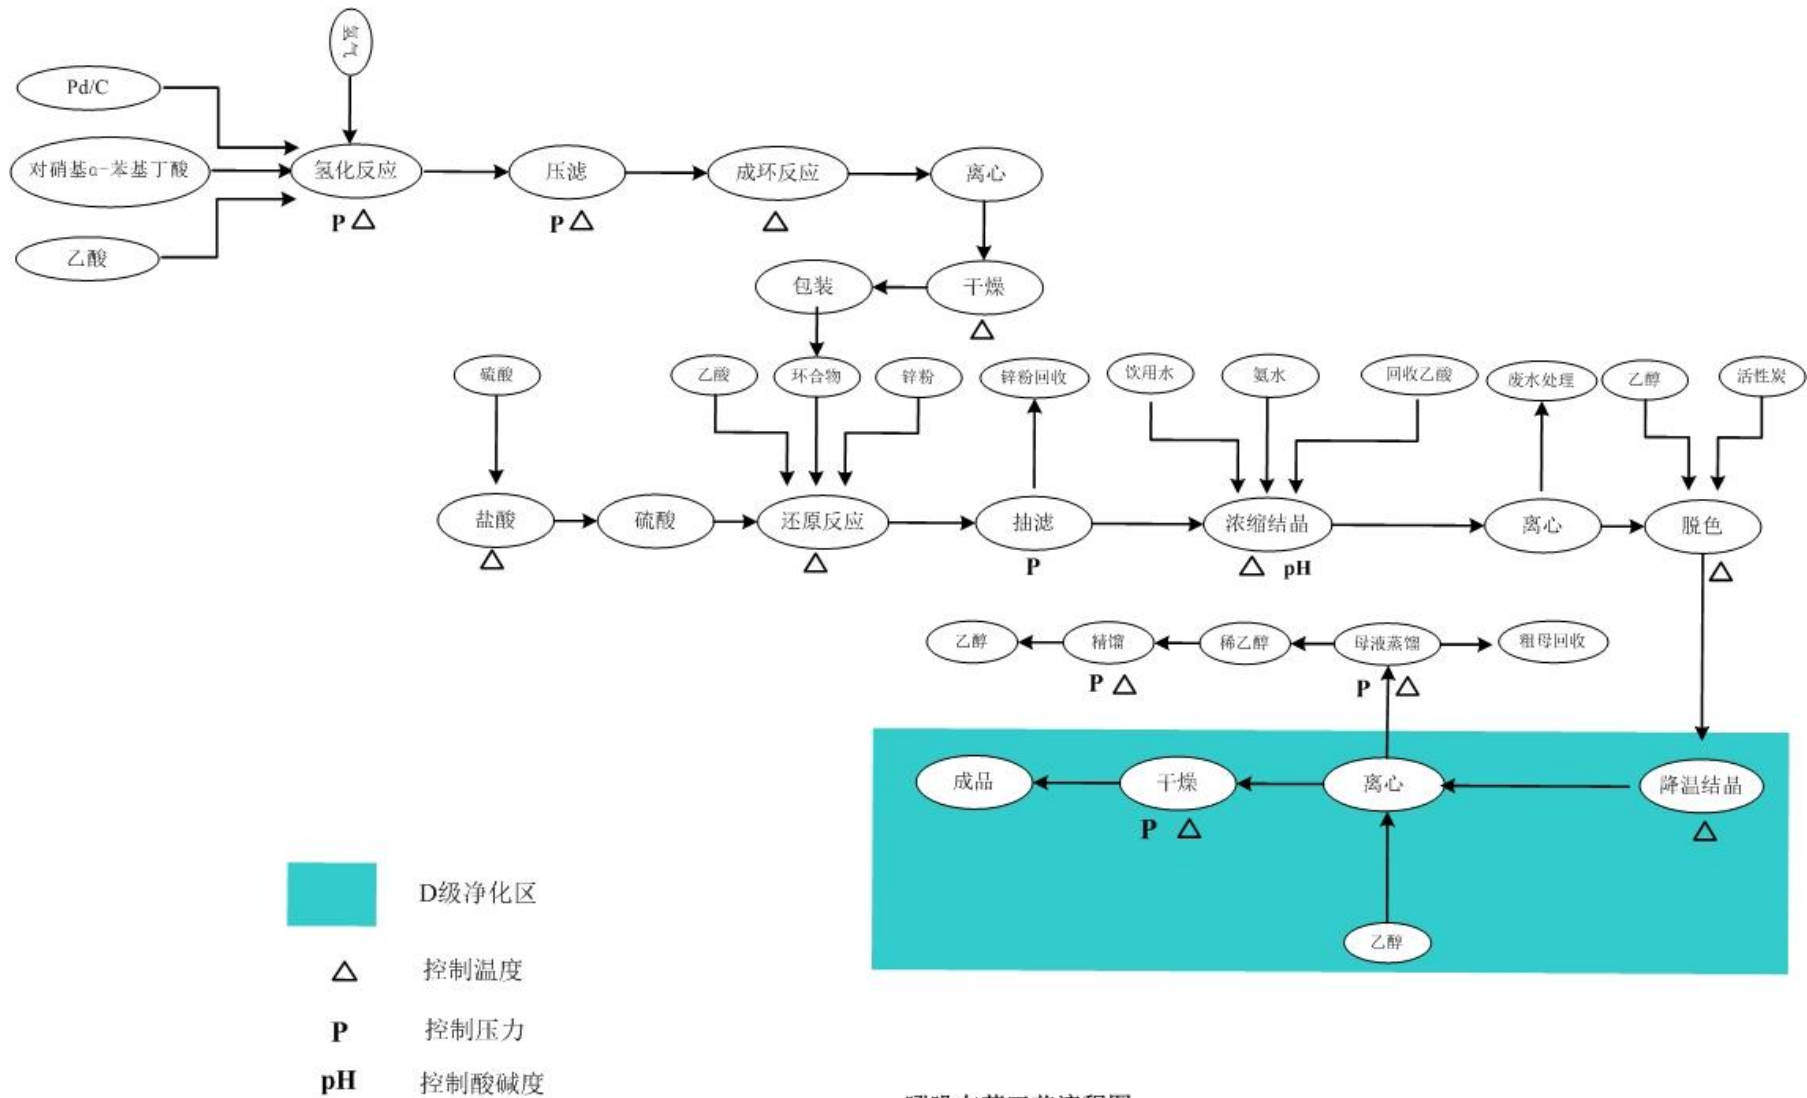 氢气
Pd/C
对硝基α-苯基丁酸
氢化反应
压滤
成环反应
离心
P △
P △
△
乙酸
包装
干燥
△
硫酸
乙酸
环合物
锌粉
锌粉回收
饮用水
氨水
回收乙酸
废水处理
乙醇
活性炭
盐酸
硫酸
还原反应
抽滤
浓缩结晶
离心
脱色
△
△
P
△ pH
△
乙醇
精馏
稀乙醇
母液蒸馏
粗母回收
P △
P △
成品
干燥
离心
降温结晶
P △
△
乙醇
D级净化区
△ 控制温度
P 控制压力
pH 控制酸碱度